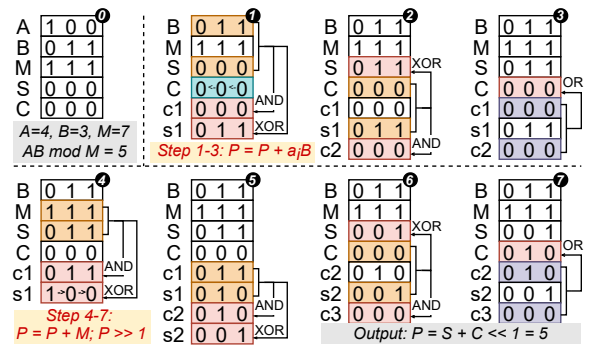 0
A 1 0 0
B 0 1 1
M 1 1 1
S 0 0 0
C 0 0 0
A=4, B=3, M=7
AB mod M = 5
1
B 0 1 1
M 1 1 1
S 0 0 0
C 0<-0<-0
c1 0 0 0 AND
s1 0 1 1 XOR
Step 1-3: P = P + aᵢB
2
B 0 1 1
M 1 1 1
S 0 1 1 XOR
C 0 0 0
c1 0 0 0
s1 0 1 1
c2 0 0 0 AND
3
B 0 1 1
M 1 1 1
S 0 1 1
C 0 0 0 OR
c1 0 0 0
s1 0 1 1
c2 0 0 0
4
B 0 1 1
M 1 1 1
S 0 1 1
C 0 0 0
c1 0 1 1 AND
s1 1->0->0 XOR
Step 4-7:
P = P + M; P >> 1
5
B 0 1 1
M 1 1 1
S 0 1 1
C 0 0 0
c1 0 1 1
s1 0 1 0
c2 0 1 0 AND
s2 0 0 1 XOR
6
B 0 1 1
M 1 1 1
S 0 0 1 XOR
C 0 0 0
c2 0 1 0
s2 0 0 1
c3 0 0 0 AND
7
B 0 1 1
M 1 1 1
S 0 0 1
C 0 1 0 OR
c2 0 1 0
s2 0 0 1
c3 0 0 0
Output: P = S + C << 1 = 5